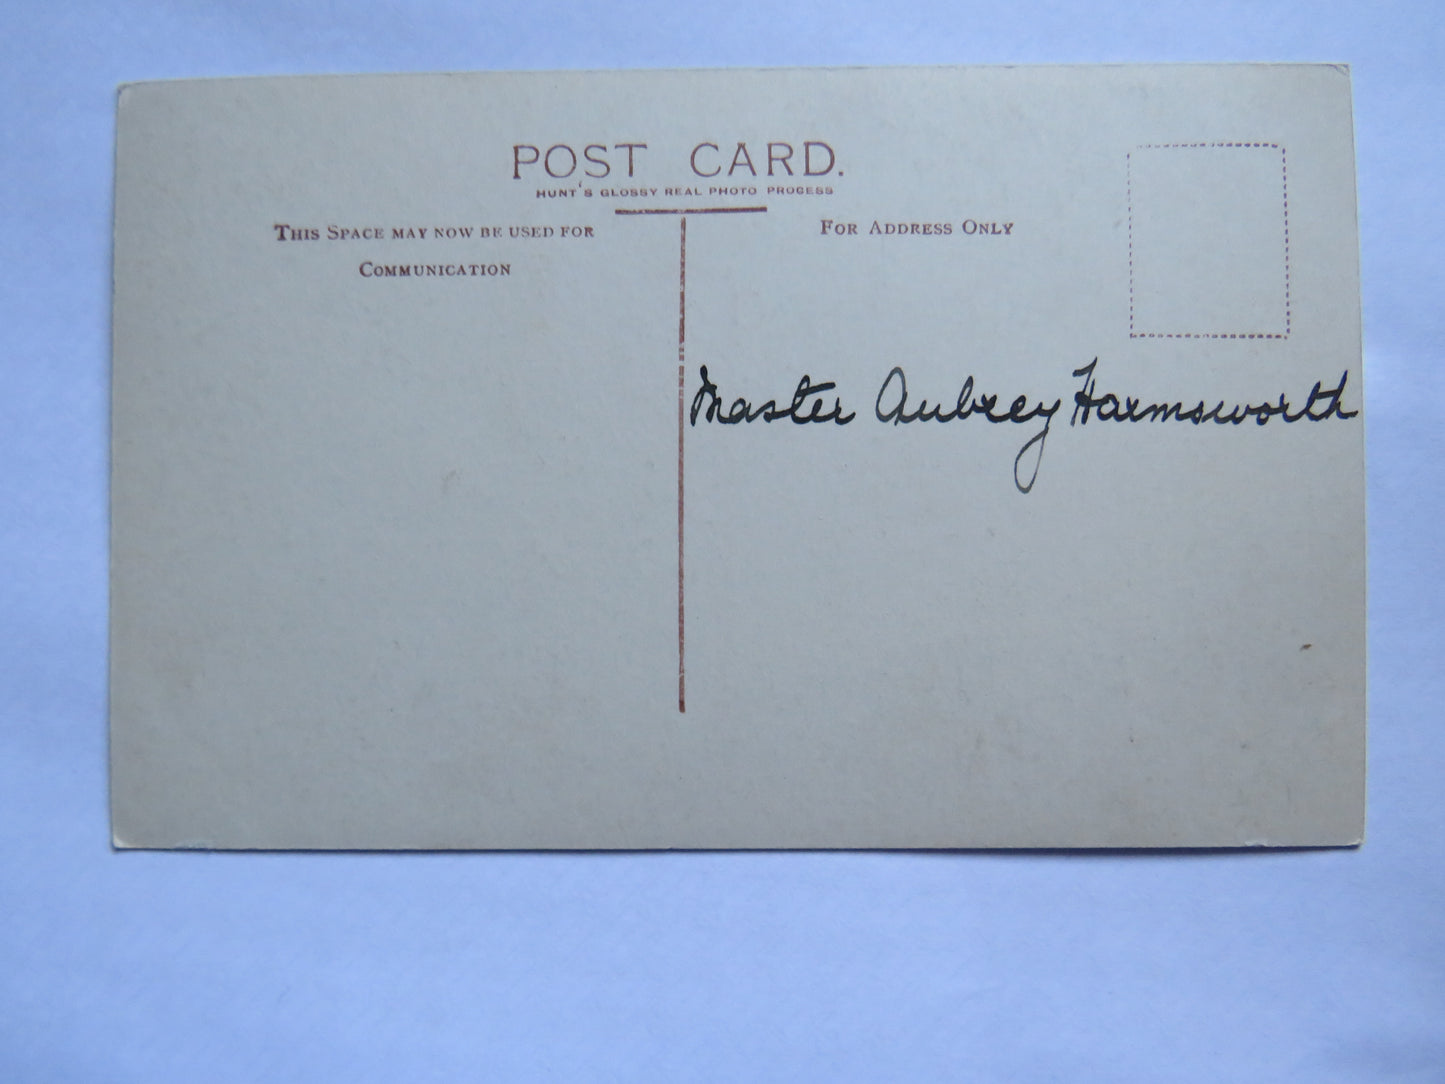 POST CARD.
HUNT'S GLOSSY REAL PHOTO PROCESS
THIS SPACE MAY NOW BE USED FOR
COMMUNICATION
FOR ADDRESS ONLY
Master Aubrey Harmsworth